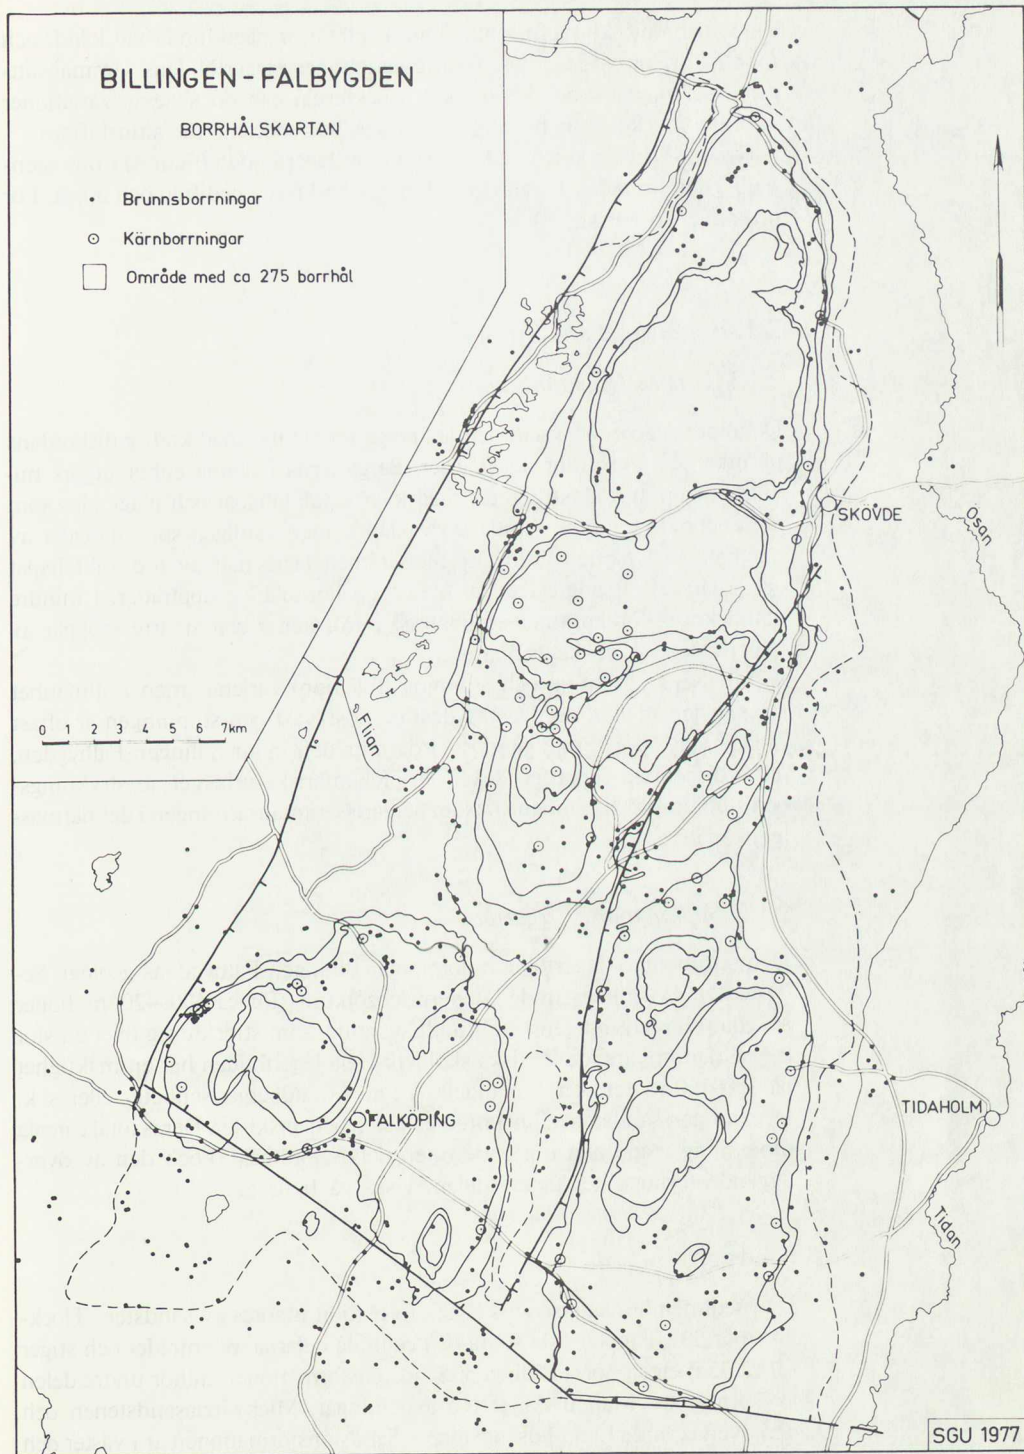 BILLINGEN-FALBYGDEN
BORRHÅLSKARTAN
Brunnsborrningar
Kärnborrningar
Område med ca 275 borrhål
SKÖVDE
Ösan
0 1 2 3 4 5 6 7km
Flian
FALKÖPING
TIDAHOLM
Tidan
SGU 1977